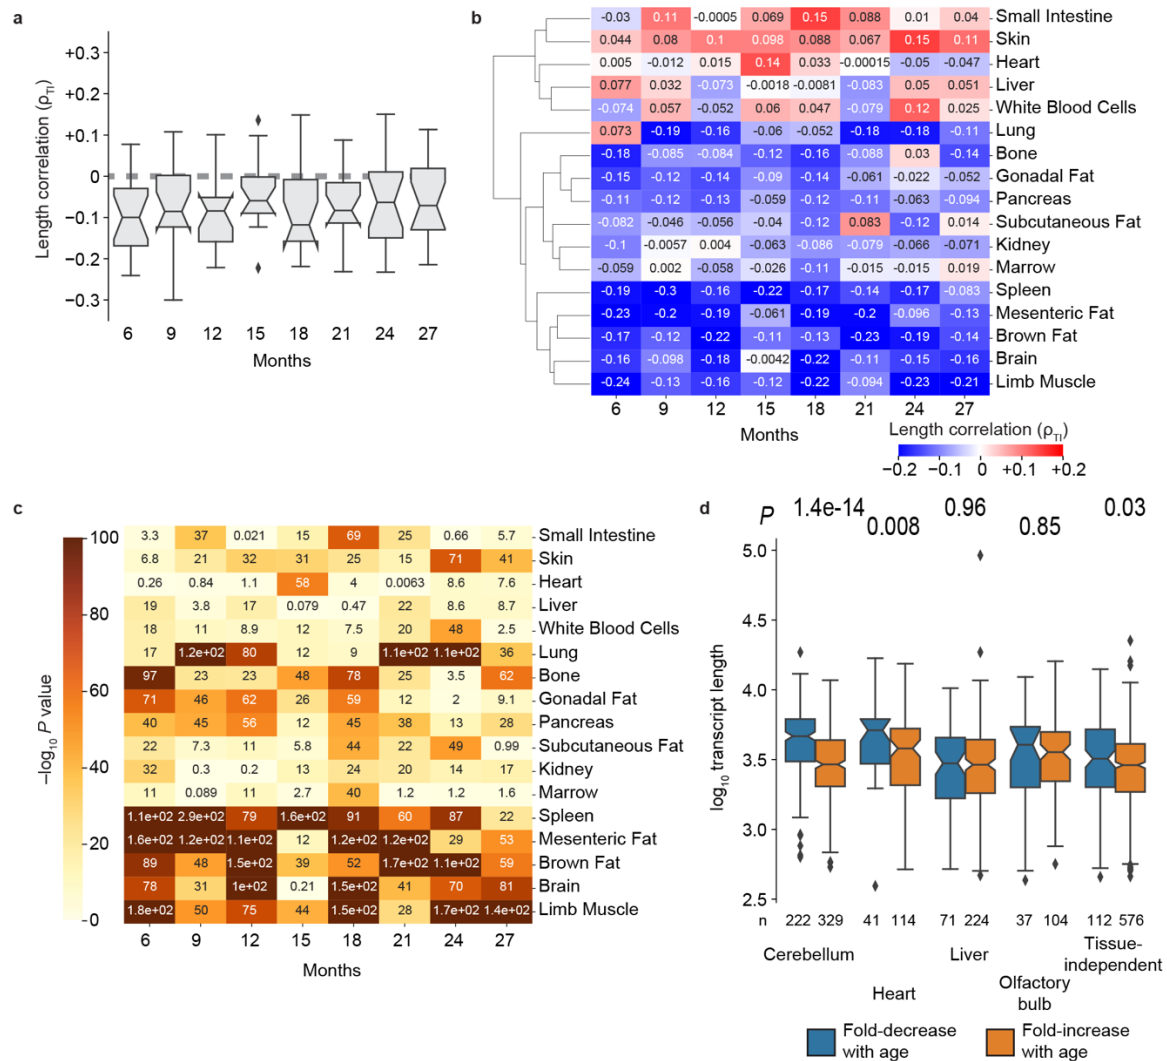 a
Length correlation (ρTI)
+0.3
+0.2
+0.1
0
−0.1
−0.2
−0.3
6 9 12 15 18 21 24 27
Months
b
-0.03 0.11 -0.0005 0.069 0.15 0.088 0.01 0.04 Small Intestine
0.044 0.08 0.1 0.098 0.088 0.067 0.15 0.11 Skin
0.005 -0.012 0.015 0.14 0.033 -0.00015 -0.05 -0.047 Heart
0.077 0.032 -0.073 -0.0018 -0.0081 -0.083 0.05 0.051 Liver
-0.074 0.057 -0.052 0.06 0.047 -0.079 0.12 0.025 White Blood Cells
0.073 -0.19 -0.16 -0.06 -0.052 -0.18 -0.18 -0.11 Lung
-0.18 -0.085 -0.084 -0.12 -0.16 -0.088 0.03 -0.14 Bone
-0.15 -0.12 -0.14 -0.09 -0.14 -0.061 -0.022 -0.052 Gonadal Fat
-0.11 -0.12 -0.13 -0.059 -0.12 -0.11 -0.063 -0.094 Pancreas
-0.082 -0.046 -0.056 -0.04 -0.12 0.083 -0.12 0.014 Subcutaneous Fat
-0.1 -0.0057 0.004 -0.063 -0.086 -0.079 -0.066 -0.071 Kidney
-0.059 0.002 -0.058 -0.026 -0.11 -0.015 -0.015 0.019 Marrow
-0.19 -0.3 -0.16 -0.22 -0.17 -0.14 -0.17 -0.083 Spleen
-0.23 -0.2 -0.19 -0.061 -0.19 -0.2 -0.096 -0.13 Mesenteric Fat
-0.17 -0.12 -0.22 -0.11 -0.13 -0.23 -0.19 -0.14 Brown Fat
-0.16 -0.098 -0.18 -0.0042 -0.22 -0.11 -0.15 -0.16 Brain
-0.24 -0.13 -0.16 -0.12 -0.22 -0.094 -0.23 -0.21 Limb Muscle
6 9 12 15 18 21 24 27
Months
Length correlation (ρTI)
−0.2 −0.1 0 +0.1 +0.2
c
−log10 P value
100
80
60
40
20
0
3.3 37 0.021 15 69 25 0.66 5.7 Small Intestine
6.8 21 32 31 25 15 71 41 Skin
0.26 0.84 1.1 58 4 0.0063 8.6 7.6 Heart
19 3.8 17 0.079 0.47 22 8.6 8.7 Liver
18 11 8.9 12 7.5 20 48 2.5 White Blood Cells
17 1.2e+02 80 12 9 1.1e+02 1.1e+02 36 Lung
97 23 23 48 78 25 3.5 62 Bone
71 46 62 26 59 12 2 9.1 Gonadal Fat
40 45 56 12 45 38 13 28 Pancreas
22 7.3 11 5.8 44 22 49 0.99 Subcutaneous Fat
32 0.3 0.2 13 24 20 14 17 Kidney
11 0.089 11 2.7 40 1.2 1.2 1.6 Marrow
1.1e+02 2.9e+02 79 1.6e+02 91 60 87 22 Spleen
1.6e+02 1.2e+02 1.1e+02 12 1.2e+02 1.2e+02 27 53 Mesenteric Fat
89 48 1.5e+02 39 52 1.7e+02 1.1e+02 59 Brown Fat
78 31 1e+02 0.21 1.5e+02 41 70 81 Brain
1.8e+02 50 75 44 1.5e+02 28 1.7e+02 1.4e+02 Limb Muscle
6 9 12 15 18 21 24 27
Months
d
P 1.4e-14 0.008 0.96 0.85 0.03
log10 transcript length
5.0
4.5
4.0
3.5
3.0
2.5
n 222 329 41 114 71 224 37 104 112 576
Cerebellum
Heart
Liver
Olfactory
bulb
Tissue-
independent
Fold-decrease
with age
Fold-increase
with age